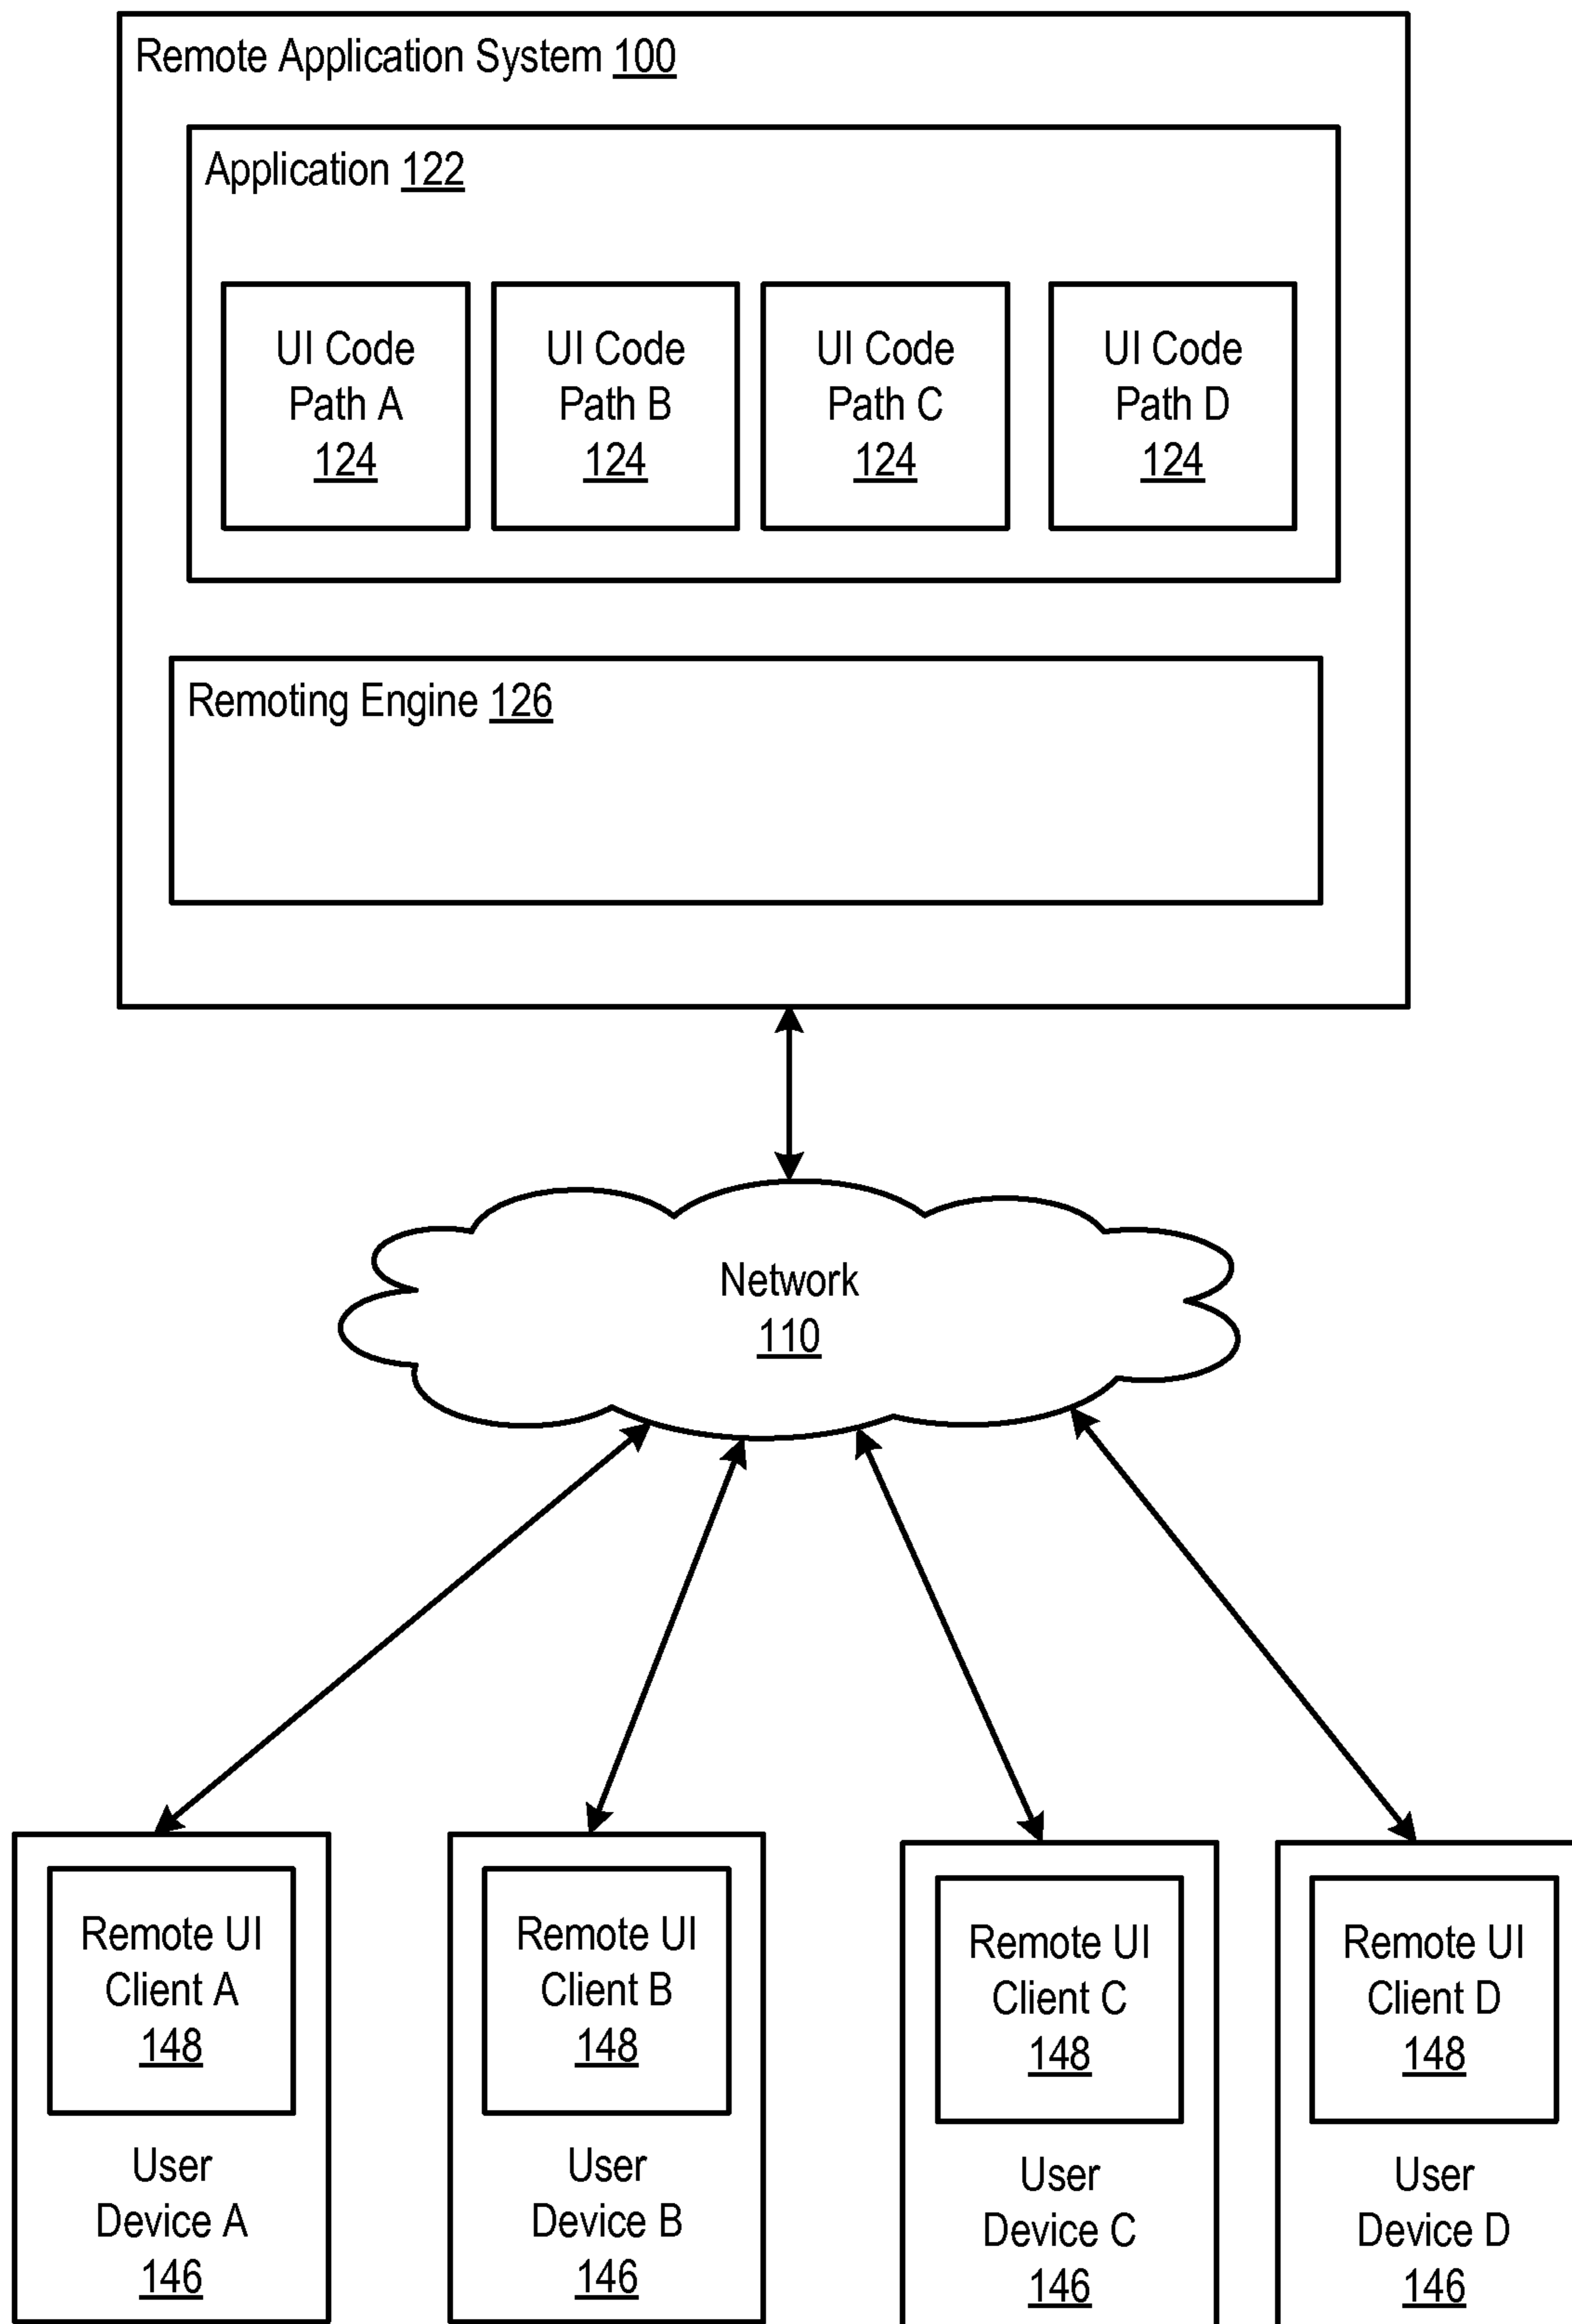 Remote Application System 100
Application 122
UI Code
Path A
124
UI Code
Path B
124
UI Code
Path C
124
UI Code
Path D
124
Remoting Engine 126
Network
110
Remote UI
Client A
148
User
Device A
146
Remote UI
Client B
148
User
Device B
146
Remote UI
Client C
148
User
Device C
146
Remote UI
Client D
148
User
Device D
146